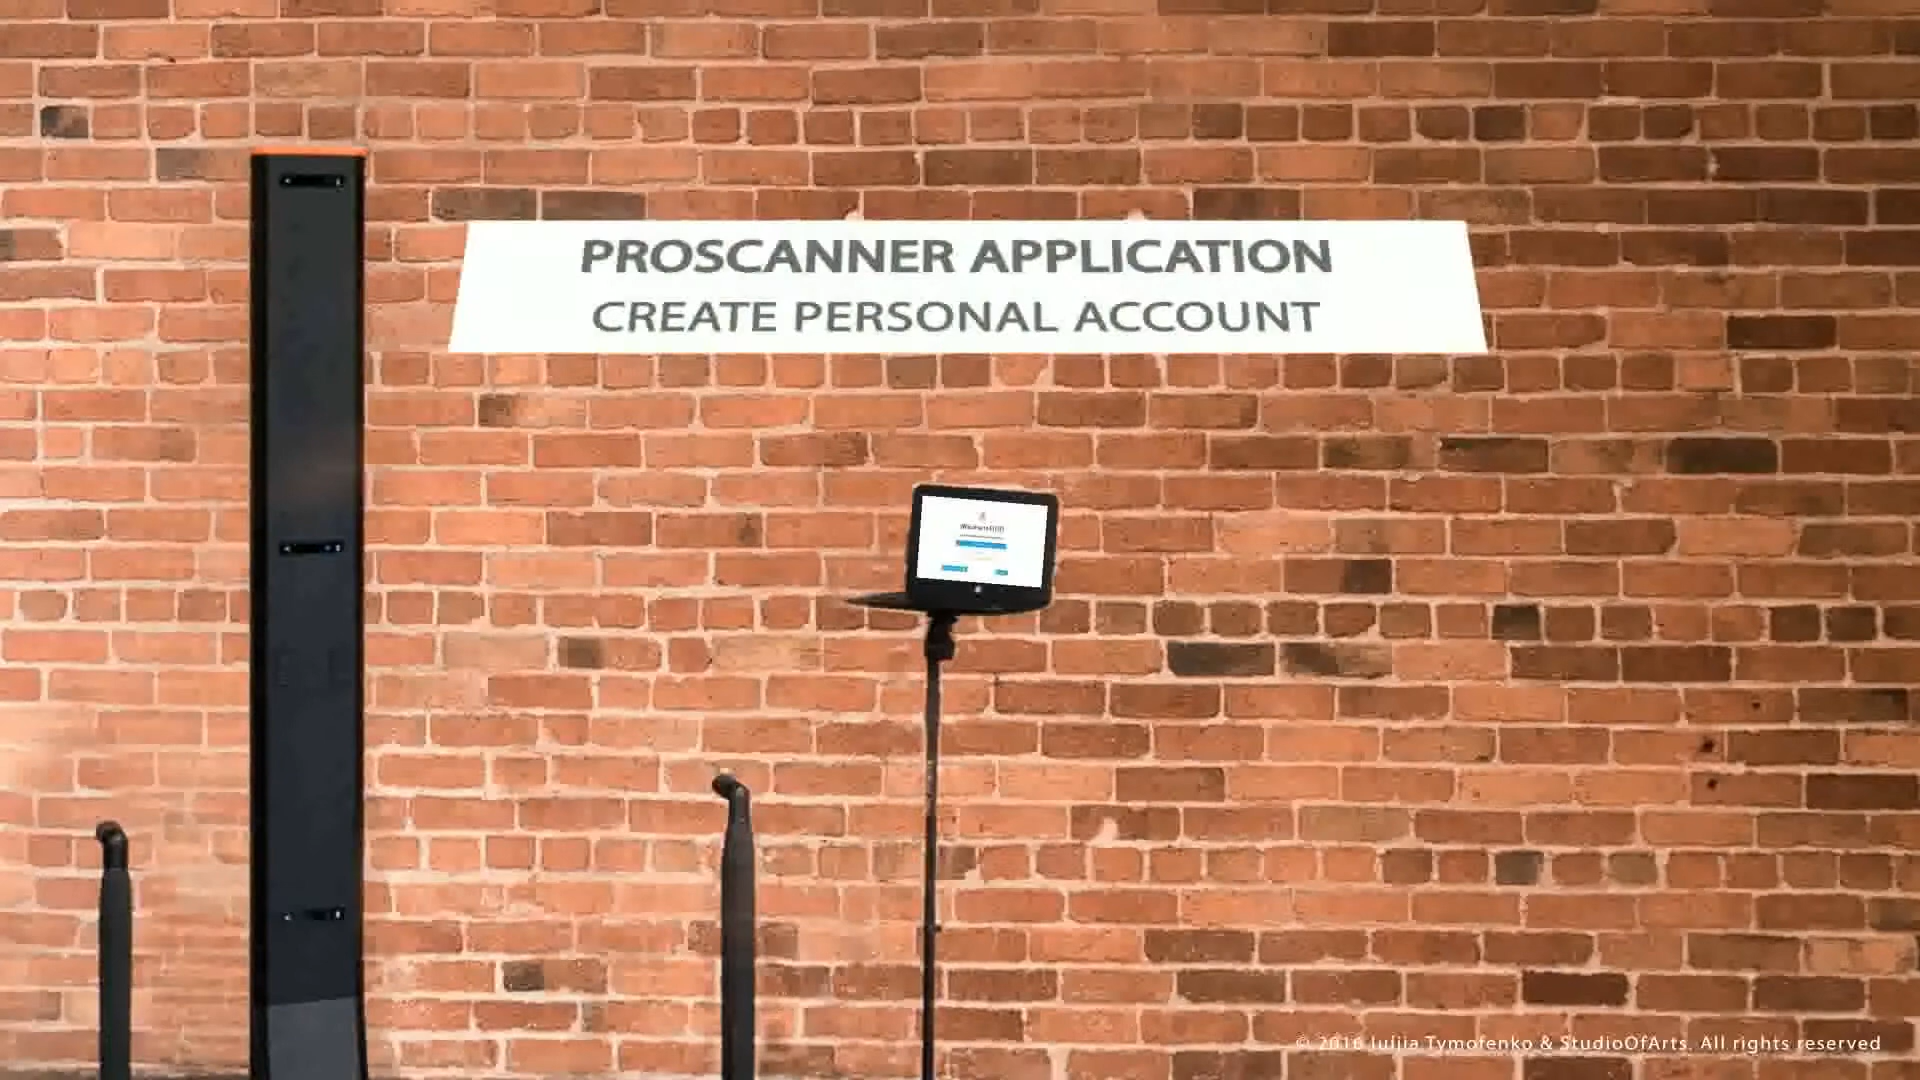 PROSCANNER APPLICATION
CREATE PERSONAL ACCOUNT
© 2016 Iuliia Tymofenko & StudioOfArts. All rights reserved